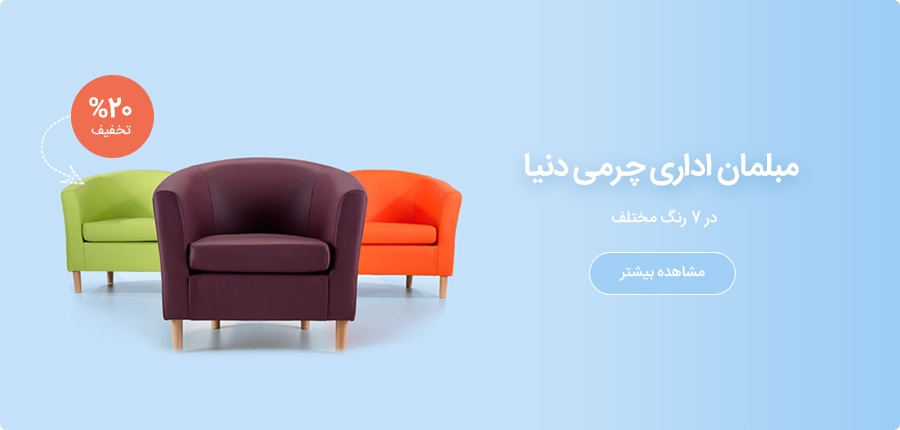 مبلمان اداری چرمی دنیا
در ۷ رنگ مختلف
مشاهده بیشتر
%۲۰
تخفیف